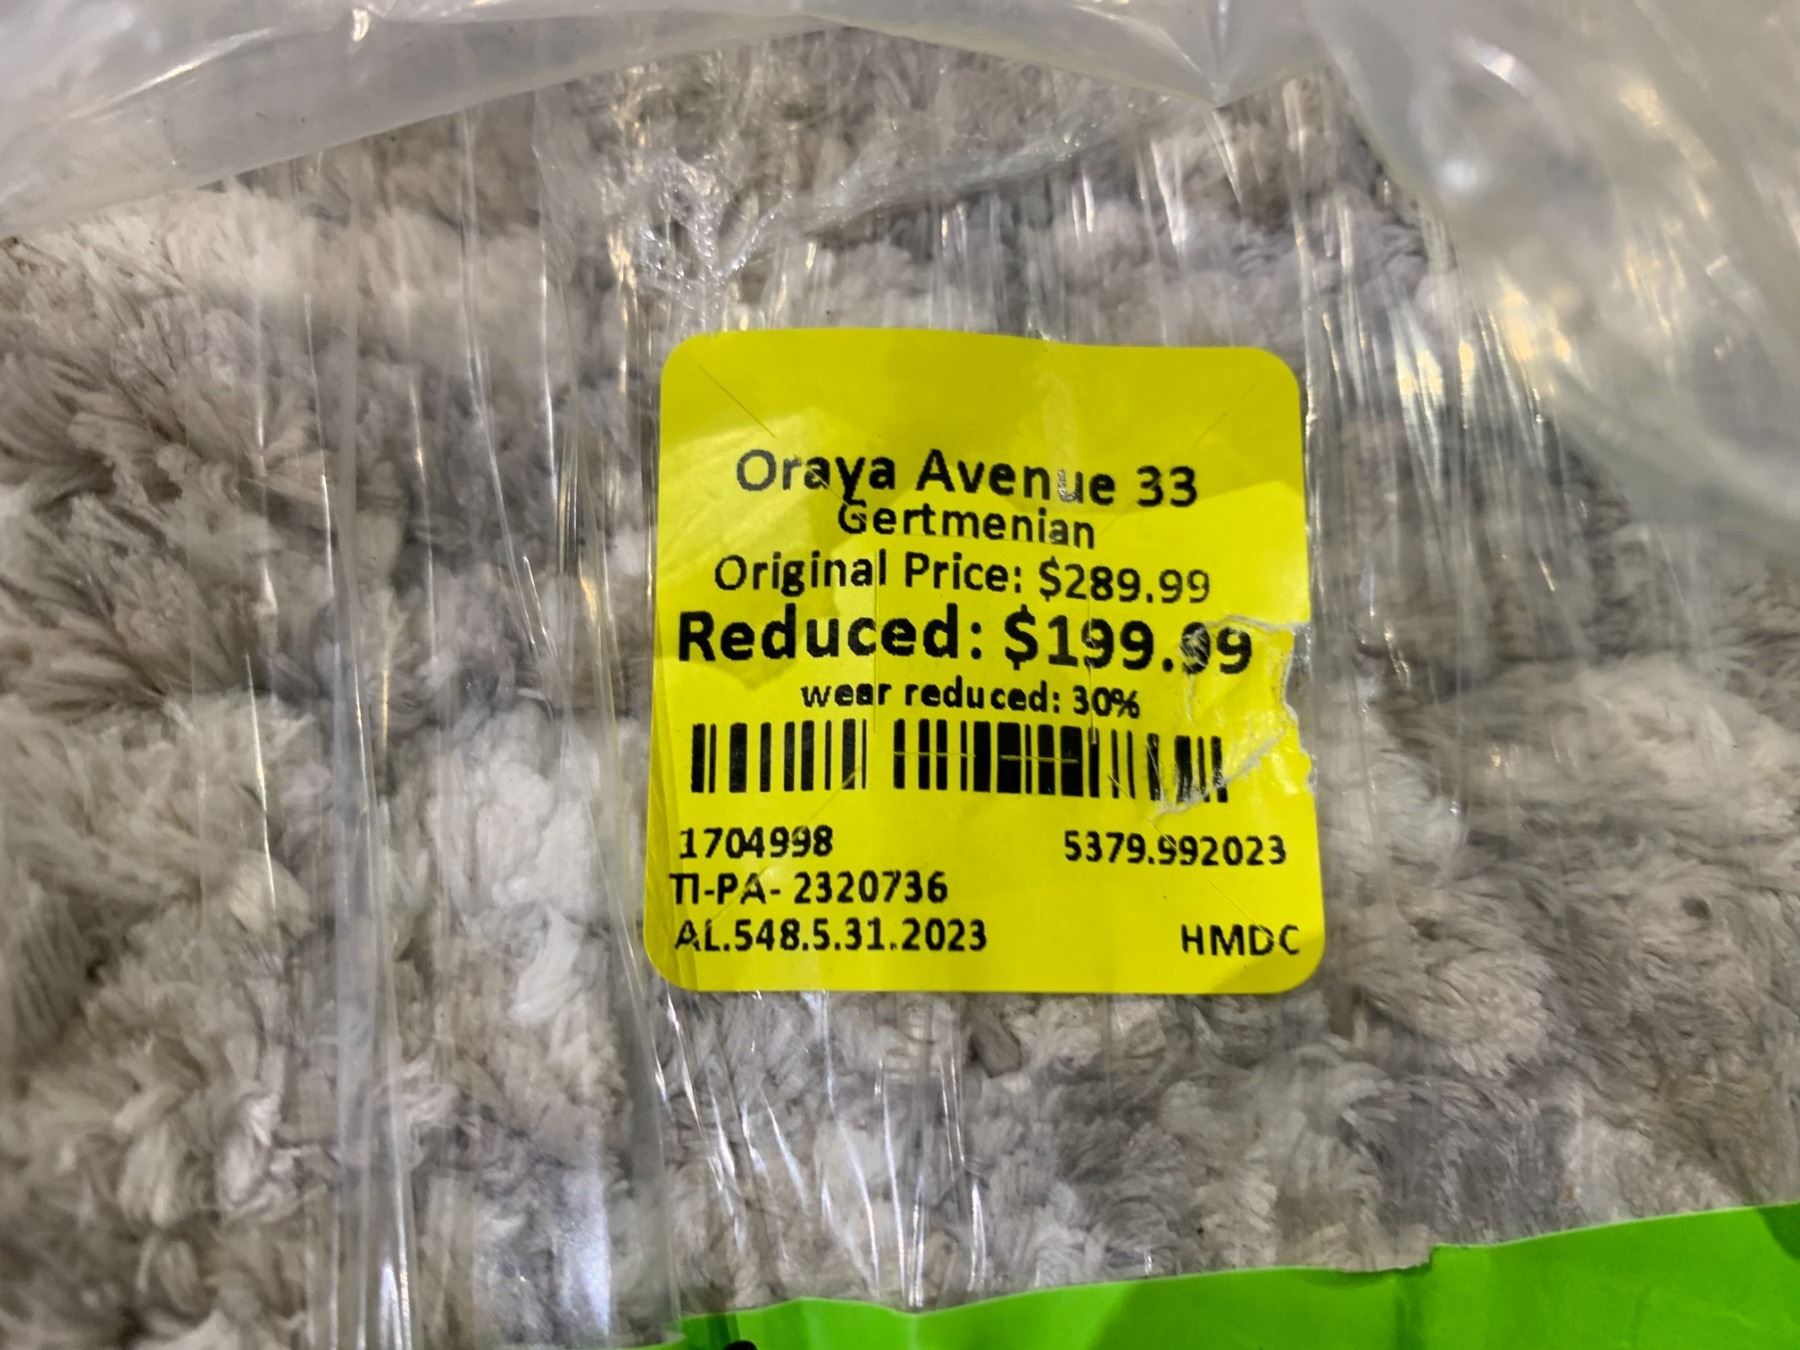 Oraya Avenue 33
Gertmenian
Original Price: $289.99
Reduced: $199.99
wear reduced: 30%
1704998 5379.992023
TI-PA- 2320736
AL.548.5.31.2023 HMDC